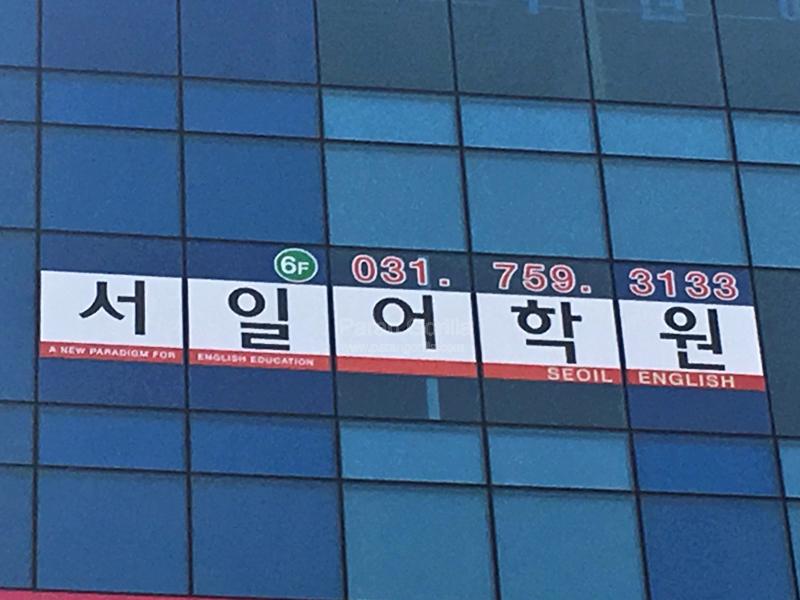 6F 031. 759. 3133
서일어학원
A NEW PARADIGM FOR ENGLISH EDUCATION
SEOIL ENGLISH